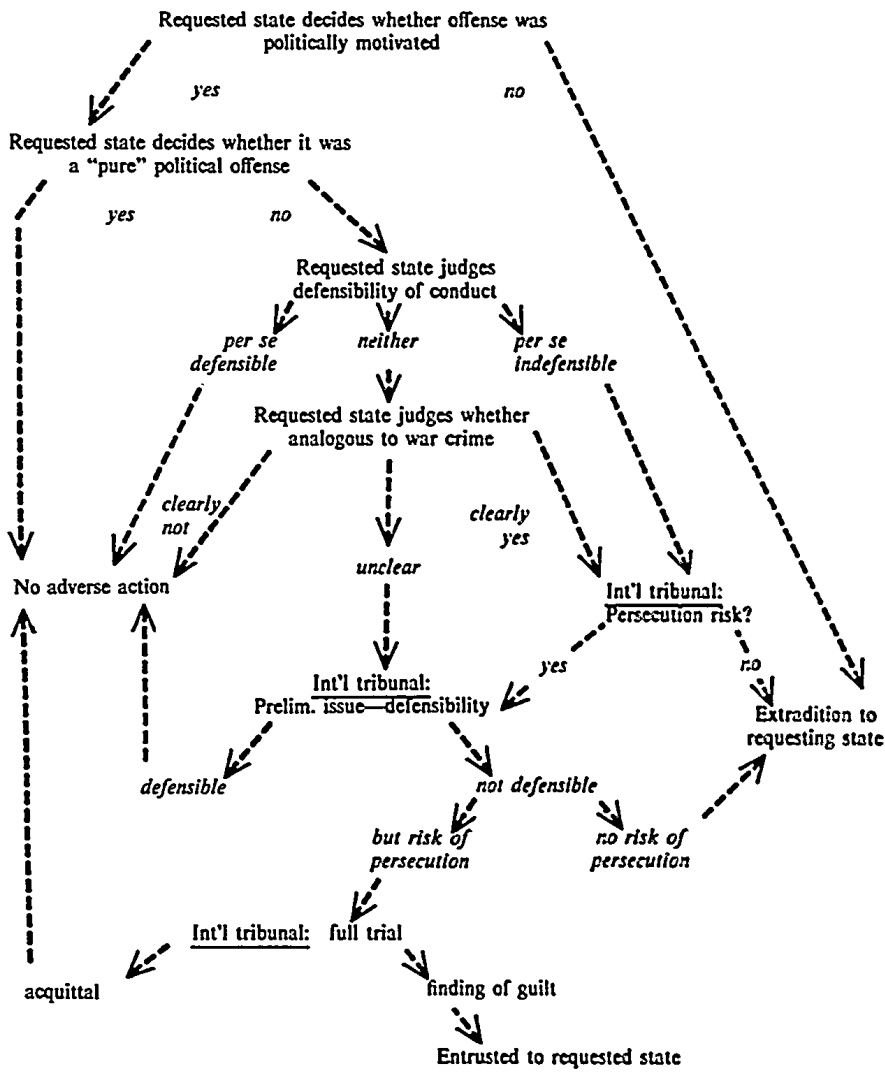 Requested state decides whether offense was
politically motivated
yes
no
Requested state decides whether it was
a “pure” political offense
yes
no
Requested state judges
defensibility of conduct
per se
defensible
neither
per se
indefensible
Requested state judges whether
analogous to war crime
clearly
not
unclear
clearly
yes
No adverse action
Int'l tribunal:
Persecution risk?
yes
no
Int'l tribunal:
Prelim. issue—defensibility
Extradition to
requesting state
defensible
not defensible
but risk of
persecution
no risk of
persecution
Int'l tribunal: full trial
acquittal
finding of guilt
Entrusted to requested state